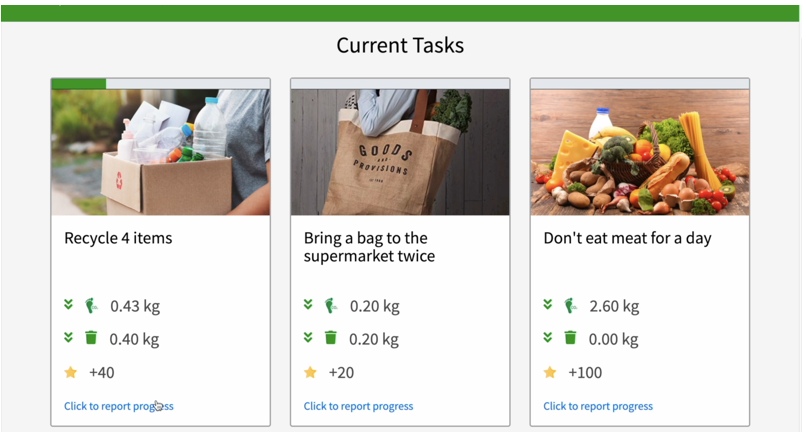 Current Tasks
GOODS
AND
PROVISIONS
Recycle 4 items
0.43 kg
0.40 kg
+40
Click to report progress
Bring a bag to the
supermarket twice
0.20 kg
0.20 kg
+20
Click to report progress
Don't eat meat for a day
2.60 kg
0.00 kg
+100
Click to report progress